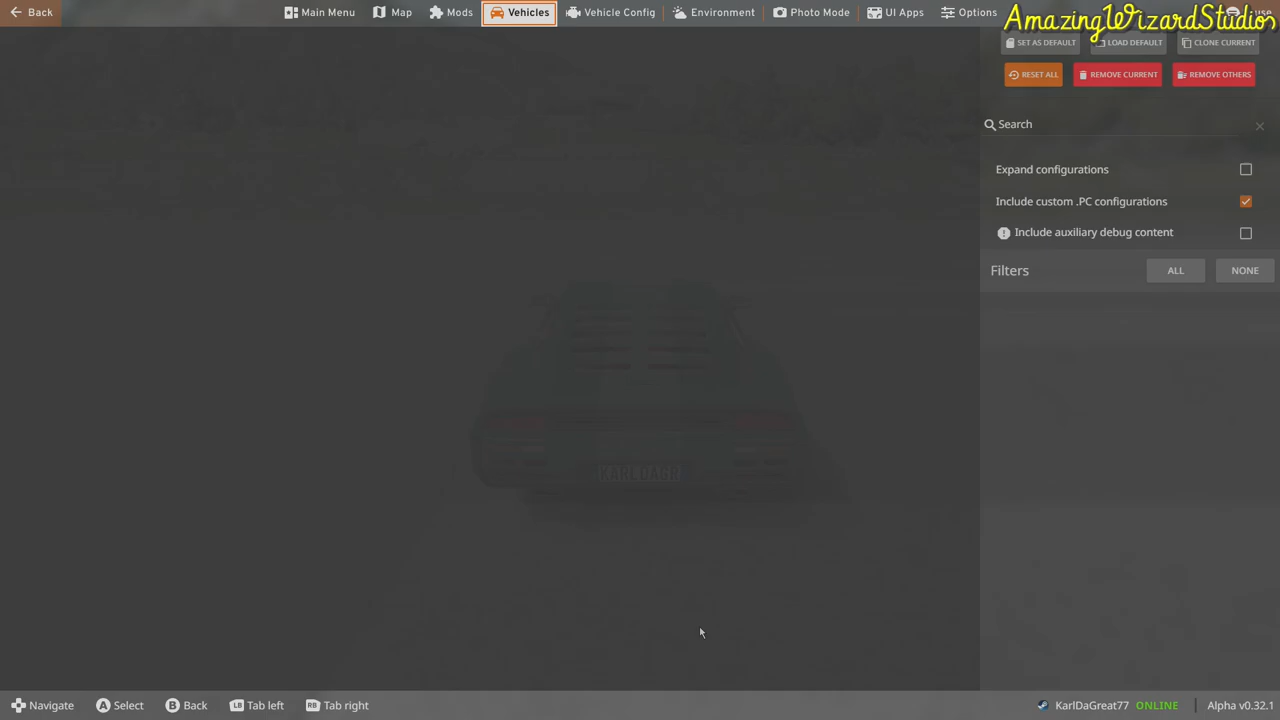 Back
Main Menu
Map
Mods
Vehicles
Vehicle Config
Environment
Photo Mode
UI Apps
Options
AmazingWizardStudios
SET AS DEFAULT
LOAD DEFAULT
CLONE CURRENT
RESET ALL
REMOVE CURRENT
REMOVE OTHERS
Search
Expand configurations
Include custom .PC configurations
Include auxiliary debug content
Filters
ALL
NONE
Navigate
Select
Back
Tab left
Tab right
KarlDaGreat77 ONLINE
Alpha v0.32.1